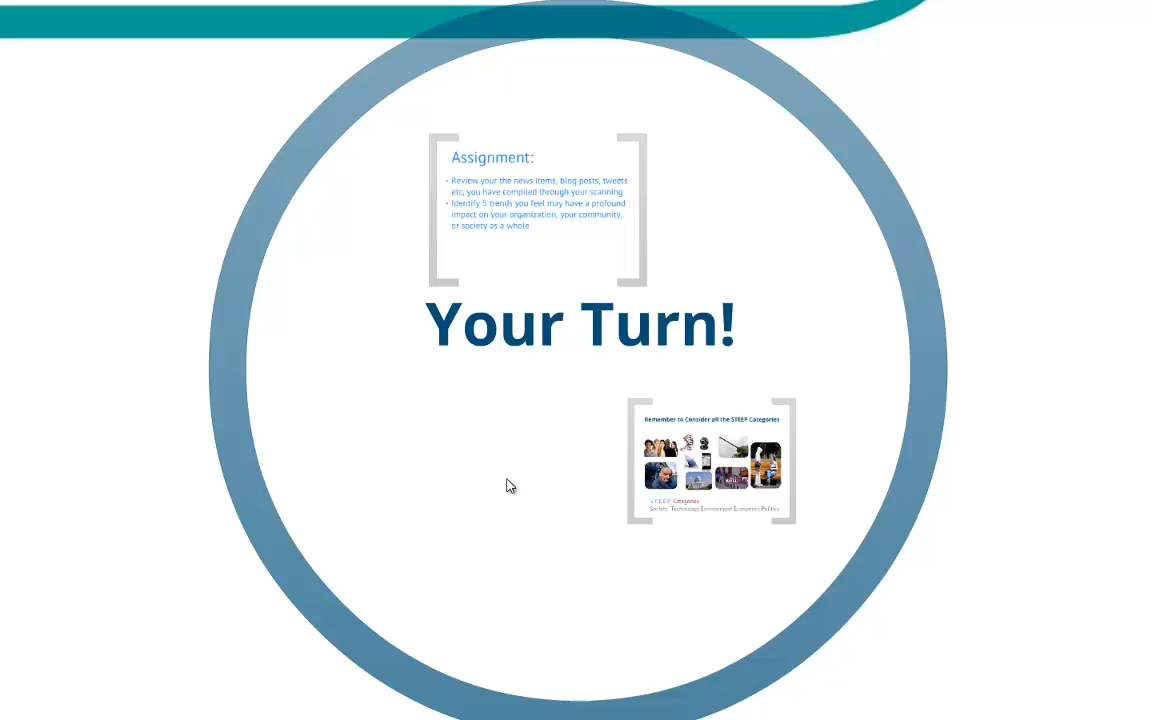 Assignment:
· Review your the news items, blog posts, tweets
etc, you have compiled through your scanning
· Identify 5 trends you feel may have a profound
impact on your organization, your community,
or society as a whole
Your Turn!
Remember to Consider all the STEEP Categories
S.T.E.E.P. Categories
Society Technology Environment Economics Politics